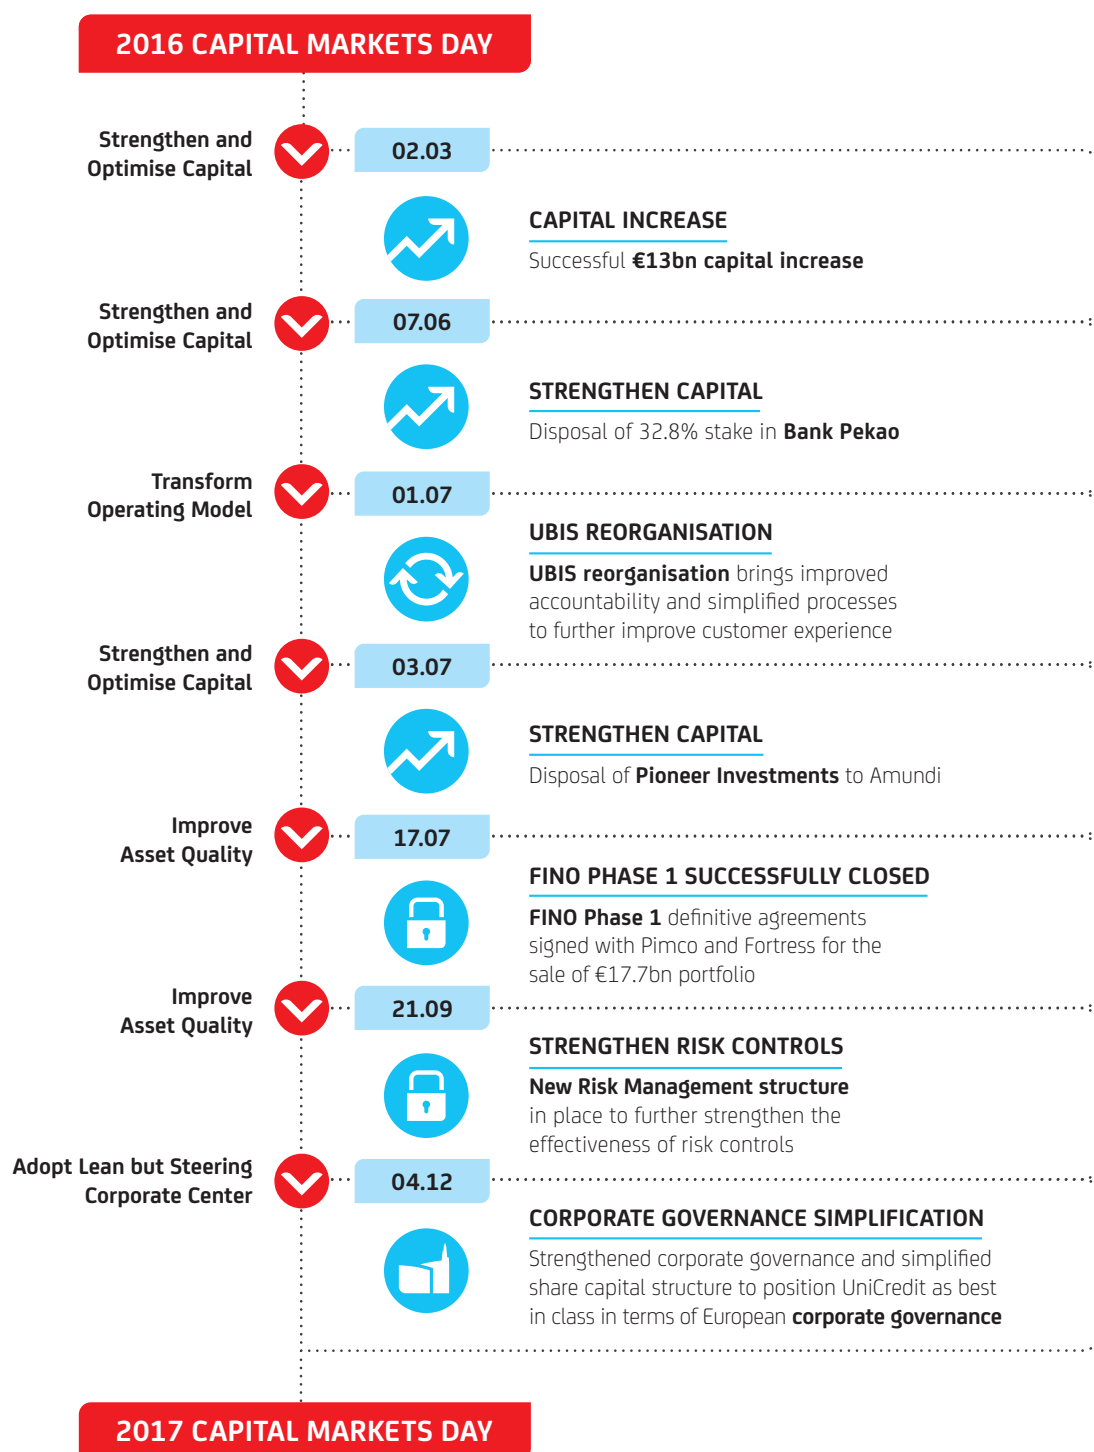 2016 CAPITAL MARKETS DAY
Strengthen and
Optimise Capital
02.03
CAPITAL INCREASE
Successful €13bn capital increase
Strengthen and
Optimise Capital
07.06
STRENGTHEN CAPITAL
Disposal of 32.8% stake in Bank Pekao
Transform
Operating Model
01.07
UBIS REORGANISATION
UBIS reorganisation brings improved
accountability and simplified processes
to further improve customer experience
Strengthen and
Optimise Capital
03.07
STRENGTHEN CAPITAL
Disposal of Pioneer Investments to Amundi
Improve
Asset Quality
17.07
FINO PHASE 1 SUCCESSFULLY CLOSED
FINO Phase 1 definitive agreements
signed with Pimco and Fortress for the
sale of €17.7bn portfolio
Improve
Asset Quality
21.09
STRENGTHEN RISK CONTROLS
New Risk Management structure
in place to further strengthen the
effectiveness of risk controls
Adopt Lean but Steering
Corporate Center
04.12
CORPORATE GOVERNANCE SIMPLIFICATION
Strengthened corporate governance and simplified
share capital structure to position UniCredit as best
in class in terms of European corporate governance
2017 CAPITAL MARKETS DAY